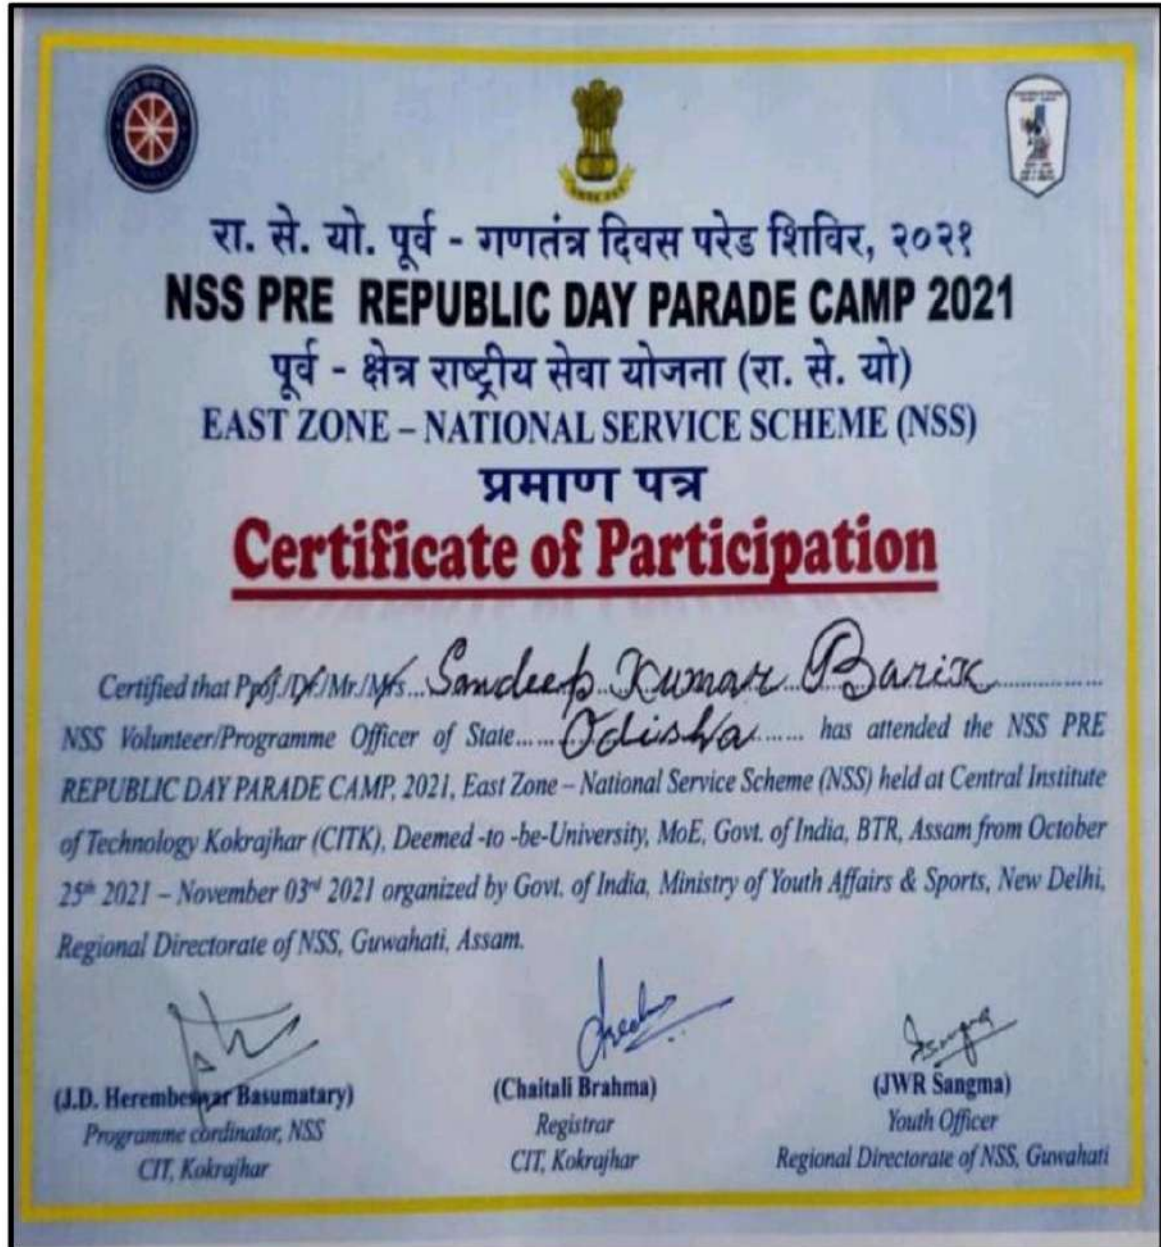 रा. से. यो. पूर्व - गणतंत्र दिवस परेड शिविर, २०२१
NSS PRE REPUBLIC DAY PARADE CAMP 2021
पूर्व - क्षेत्र राष्ट्रीय सेवा योजना (रा. से. यो)
EAST ZONE – NATIONAL SERVICE SCHEME (NSS)
प्रमाण पत्र
Certificate of Participation
Certified that Ppof./Dr./Mr./Mrs... Sandeep Kumar Barik
NSS Volunteer/Programme Officer of State...... Odisha ...... has attended the NSS PRE
REPUBLIC DAY PARADE CAMP, 2021, East Zone – National Service Scheme (NSS) held at Central Institute
of Technology Kokrajhar (CITK), Deemed -to -be-University, MoE, Govt. of India, BTR, Assam from October
25th 2021 – November 03rd 2021 organized by Govt. of India, Ministry of Youth Affairs & Sports, New Delhi,
Regional Directorate of NSS, Guwahati, Assam.
(J.D. Herembeswar Basumatary)
Programme cordinator, NSS
CIT, Kokrajhar
(Chaitali Brahma)
Registrar
CIT, Kokrajhar
(JWR Sangma)
Youth Officer
Regional Directorate of NSS, Guwahati